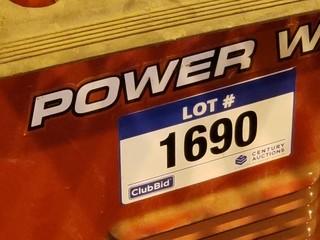 POWER W
LOT #
1690
ClubBid
CENTURY
AUCTIONS